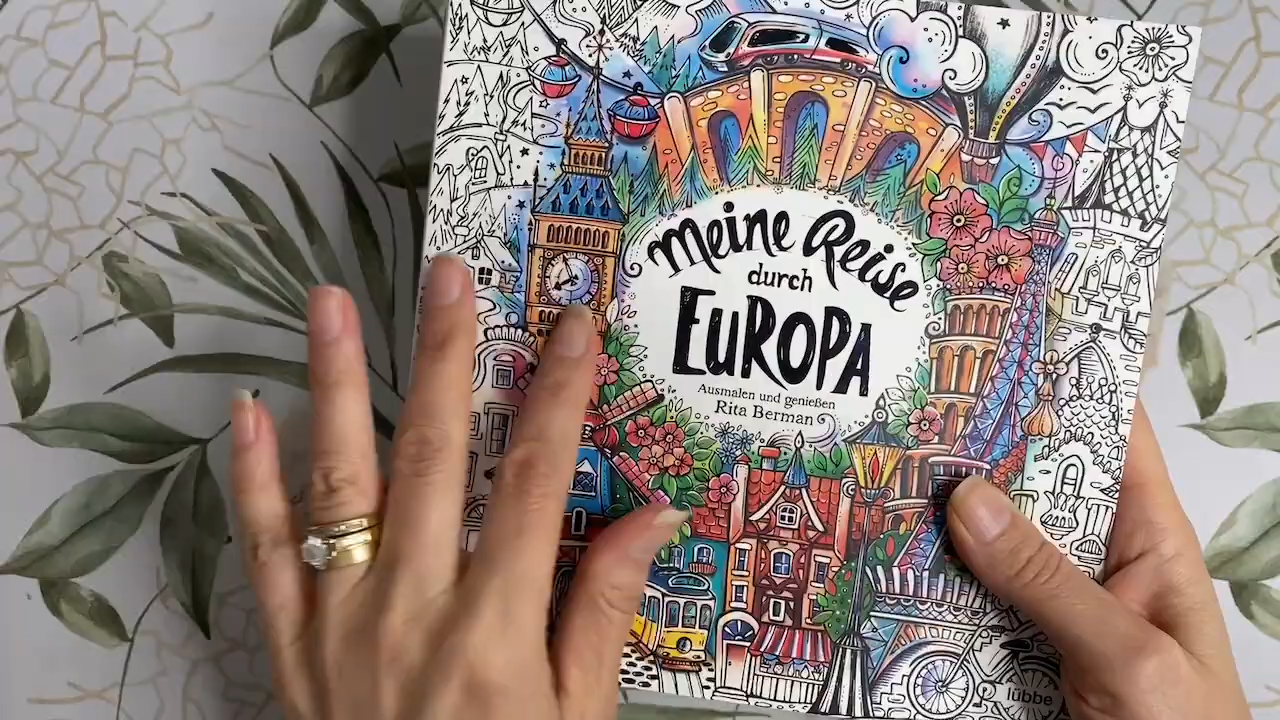 Meine Reise
durch
EuROPA
Ausmalen und genießen
Rita Berman
lübbe